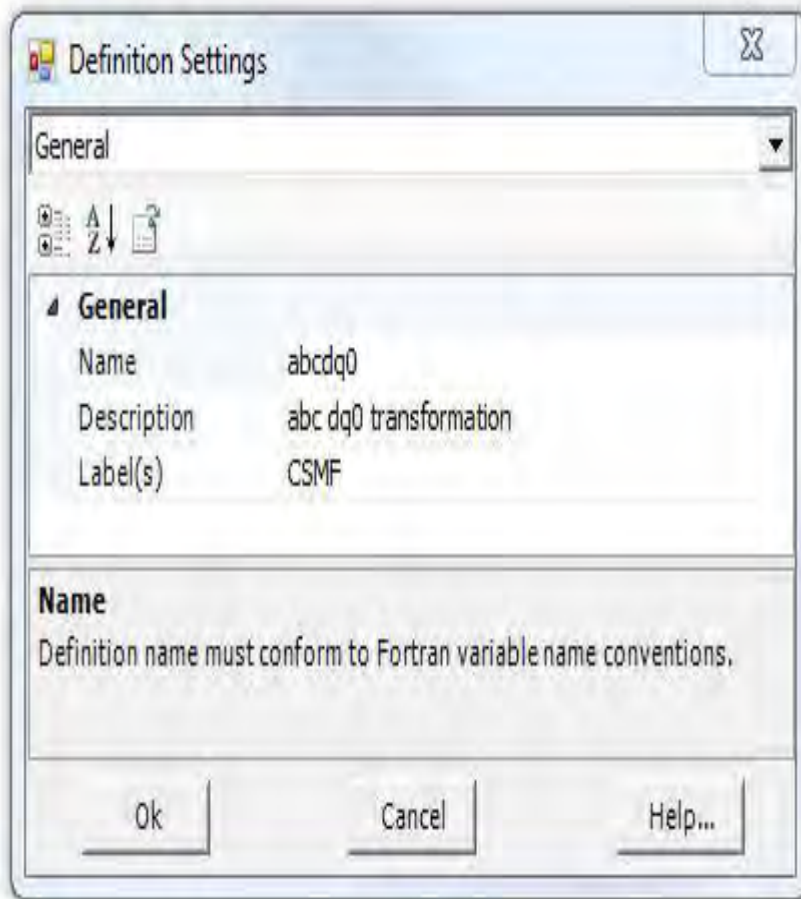 Definition Settings
General
A
Z
General
Name abcdq0
Description abc dq0 transformation
Label(s) CSMF
Name
Definition name must conform to Fortran variable name conventions.
Ok Cancel Help...